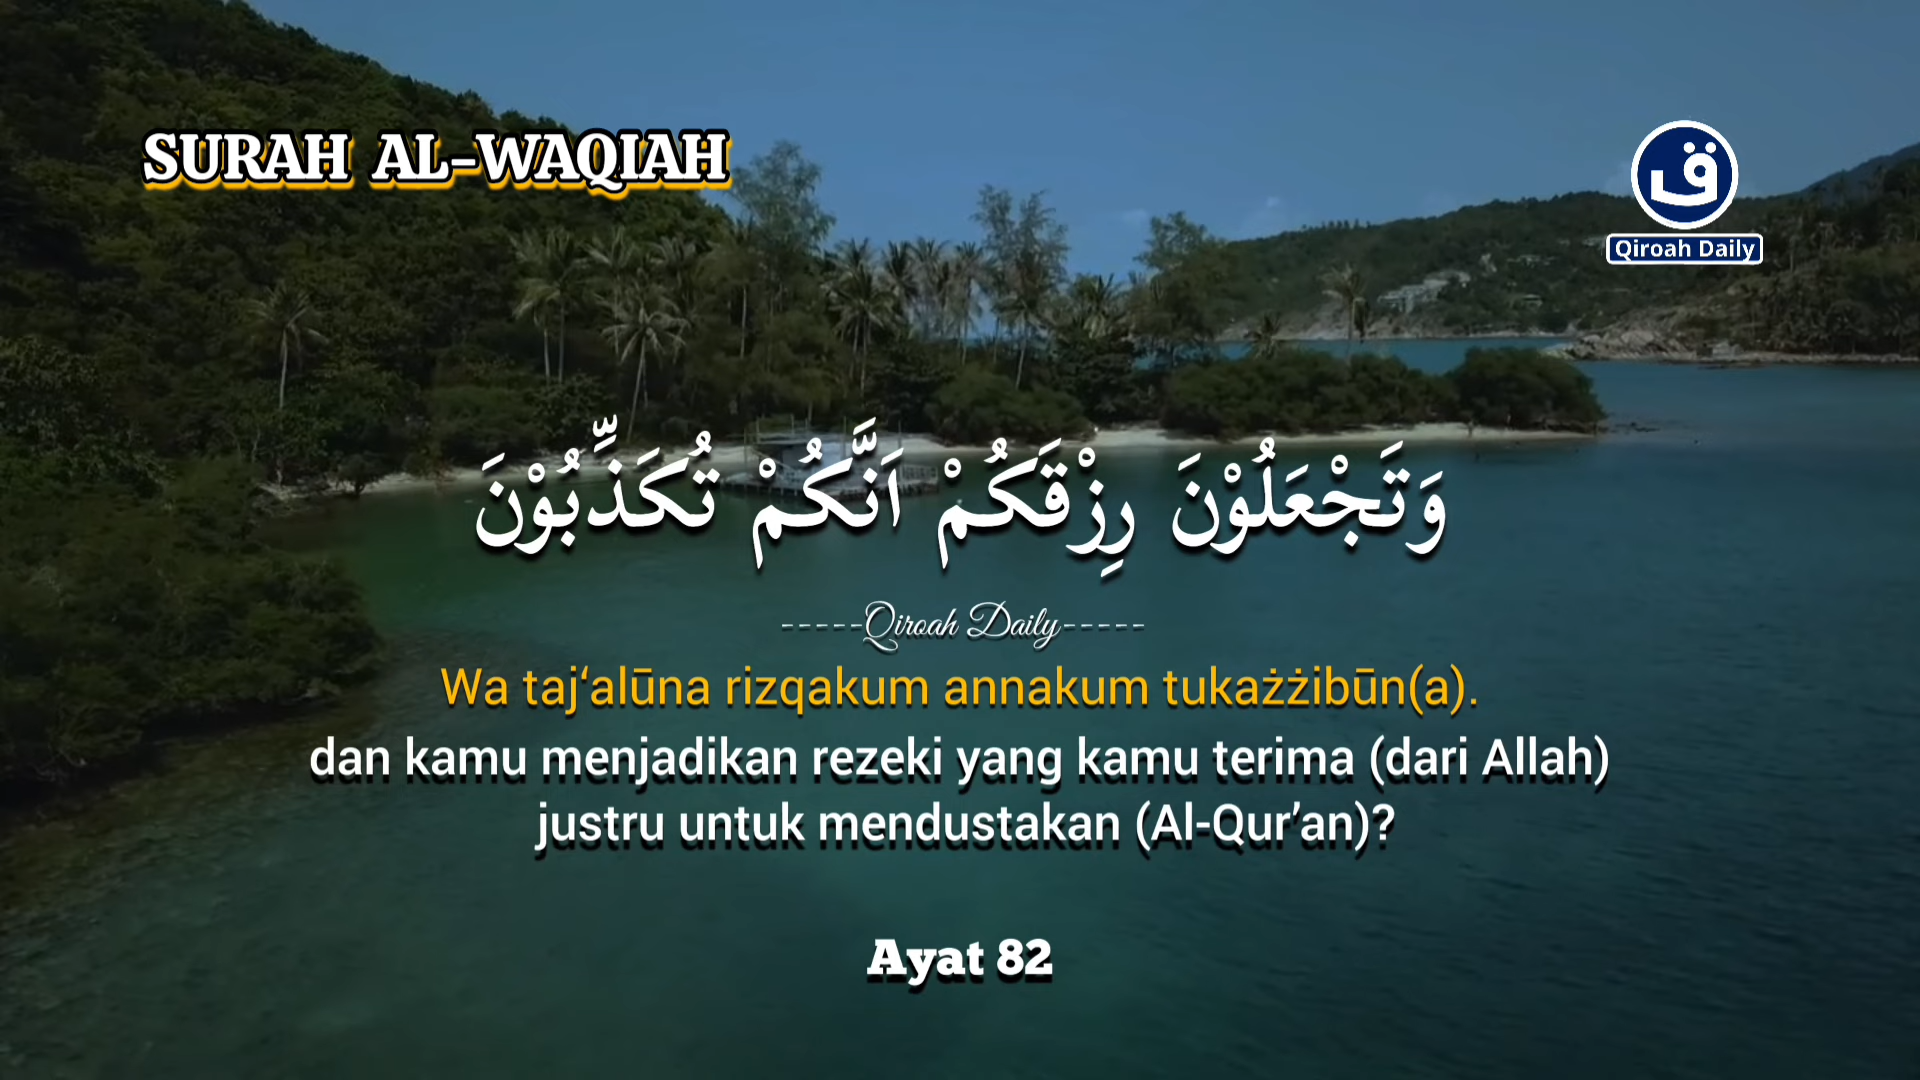 SURAH AL-WAQIAH
ق
Qiroah Daily
وَتَجْعَلُوْنَ رِزْقَكُمْ اَنَّكُمْ تُكَذِّبُوْنَ
-----Qiroah Daily-----
Wa taj‘alūna rizqakum annakum tukażżibūn(a).
dan kamu menjadikan rezeki yang kamu terima (dari Allah)
justru untuk mendustakan (Al-Qur’an)?
Ayat 82